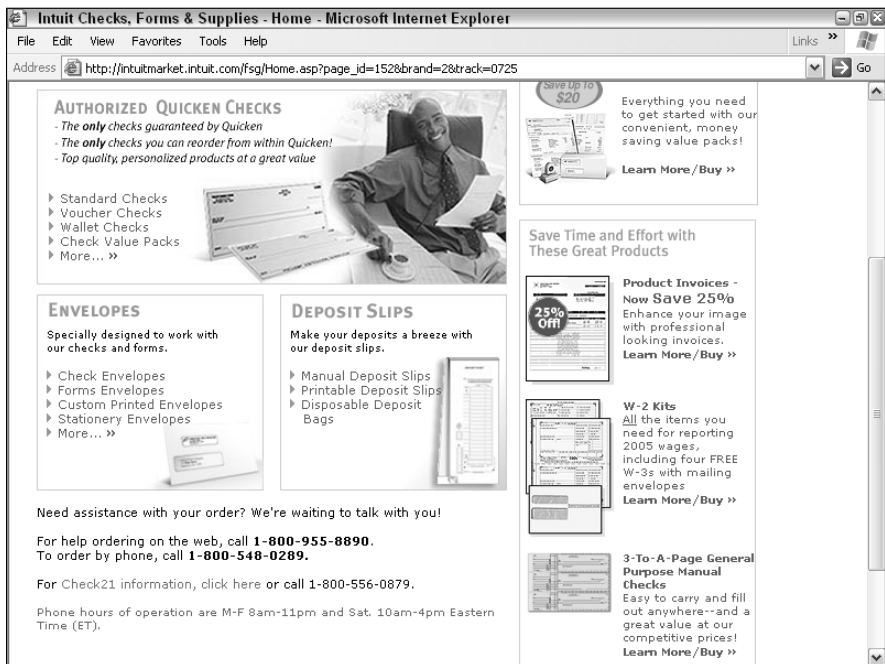 Intuit Checks, Forms & Supplies - Home - Microsoft Internet Explorer
File Edit View Favorites Tools Help
Links »
Address http://intuitmarket.intuit.com/fsg/Home.asp?page_id=152&brand=2&track=0725 Go
AUTHORIZED QUICKEN CHECKS
- The only checks guaranteed by Quicken
- The only checks you can reorder from within Quicken!
- Top quality, personalized products at a great value
Standard Checks
Voucher Checks
Wallet Checks
Check Value Packs
More... »
ENVELOPES
Specially designed to work with
our checks and forms.
Check Envelopes
Forms Envelopes
Custom Printed Envelopes
Stationery Envelopes
More... »
DEPOSIT SLIPS
Make your deposits a breeze with
our deposit slips.
Manual Deposit Slips
Printable Deposit Slips
Disposable Deposit
Bags
Need assistance with your order? We're waiting to talk with you!
For help ordering on the web, call 1-800-955-8890.
To order by phone, call 1-800-548-0289.
For Check21 information, click here or call 1-800-556-0879.
Phone hours of operation are M-F 8am-11pm and Sat. 10am-4pm Eastern
Time (ET).
Save Up To
$20
Everything you need
to get started with our
convenient, money
saving value packs!
Learn More/Buy »
Save Time and Effort with
These Great Products
25%
Off!
Product Invoices -
Now Save 25%
Enhance your image
with professional
looking invoices.
Learn More/Buy »
W-2 Kits
All the items you
need for reporting
2005 wages,
including four FREE
W-3s with mailing
envelopes
Learn More/Buy »
3-To-A-Page General
Purpose Manual
Checks
Easy to carry and fill
out anywhere--and a
great value at our
competitive prices!
Learn More/Buy »